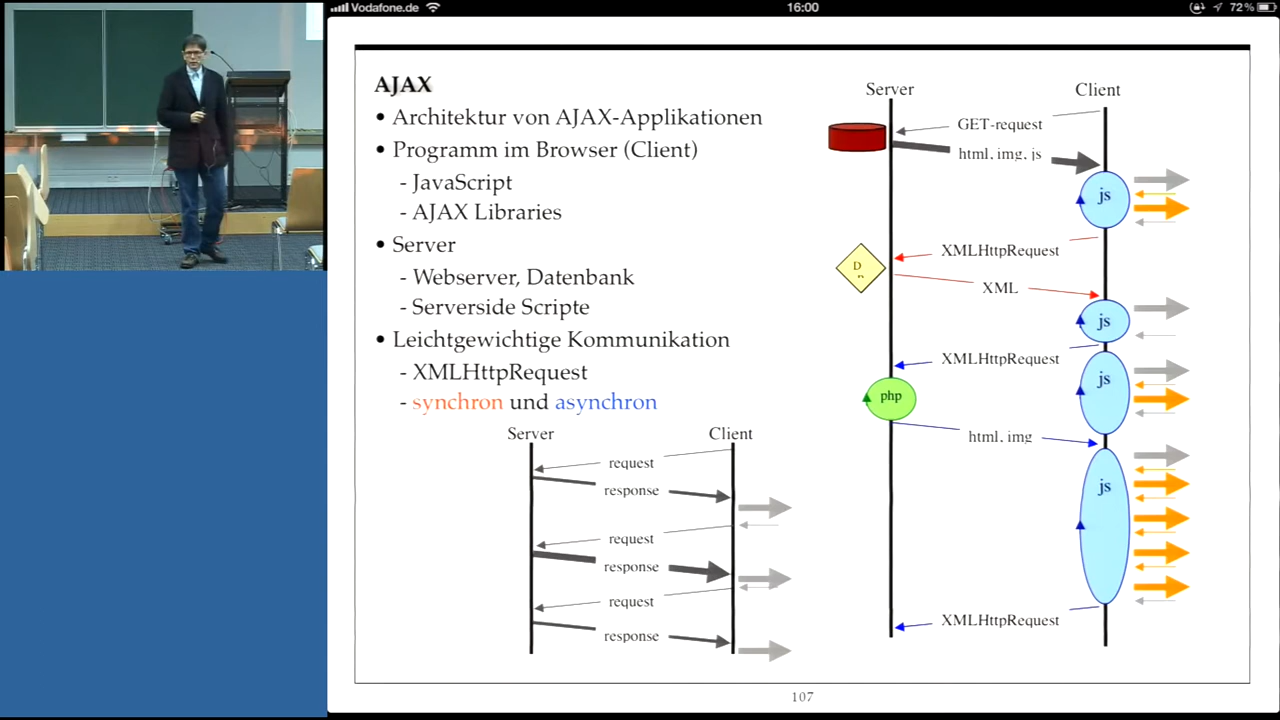 Vodafone.de
16:00
72%
AJAX
• Architektur von AJAX-Applikationen
• Programm im Browser (Client)
- JavaScript
- AJAX Libraries
• Server
- Webserver, Datenbank
- Serverside Scripte
• Leichtgewichtige Kommunikation
- XMLHttpRequest
- synchron und asynchron
Server
Client
request
response
request
response
request
response
Server
Client
GET-request
html, img, js
js
XMLHttpRequest
D
XML
js
XMLHttpRequest
js
php
html, img
js
XMLHttpRequest
107